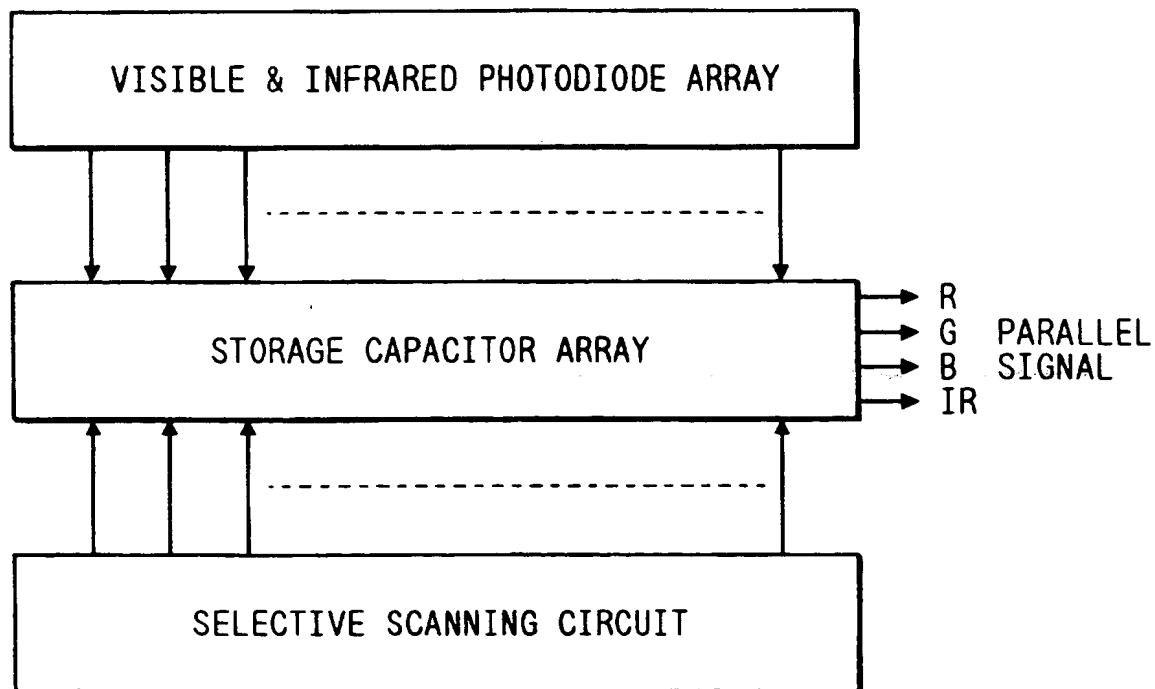 VISIBLE & INFRARED PHOTODIODE ARRAY
R
G PARALLEL
STORAGE CAPACITOR ARRAY
B SIGNAL
IR
SELECTIVE SCANNING CIRCUIT